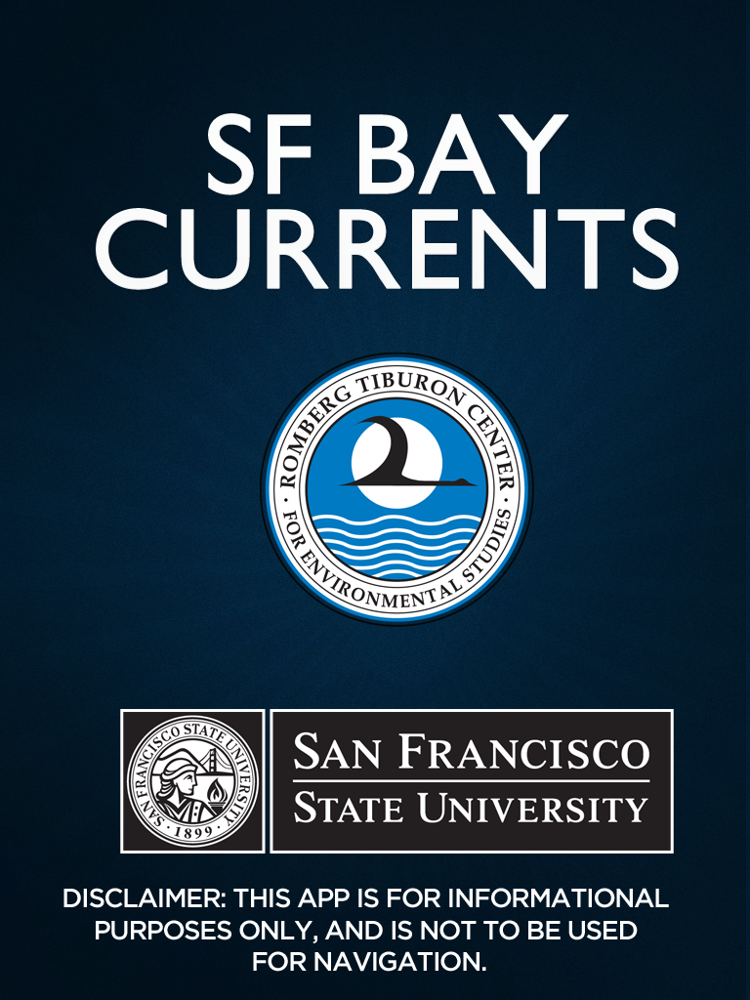 SF BAY
CURRENTS
ROMBERG TIBURON CENTER
· FOR ENVIRONMENTAL STUDIES ·
SAN FRANCISCO STATE UNIVERSITY
· 1899 ·
SAN FRANCISCO
STATE UNIVERSITY
DISCLAIMER: THIS APP IS FOR INFORMATIONAL
PURPOSES ONLY, AND IS NOT TO BE USED
FOR NAVIGATION.